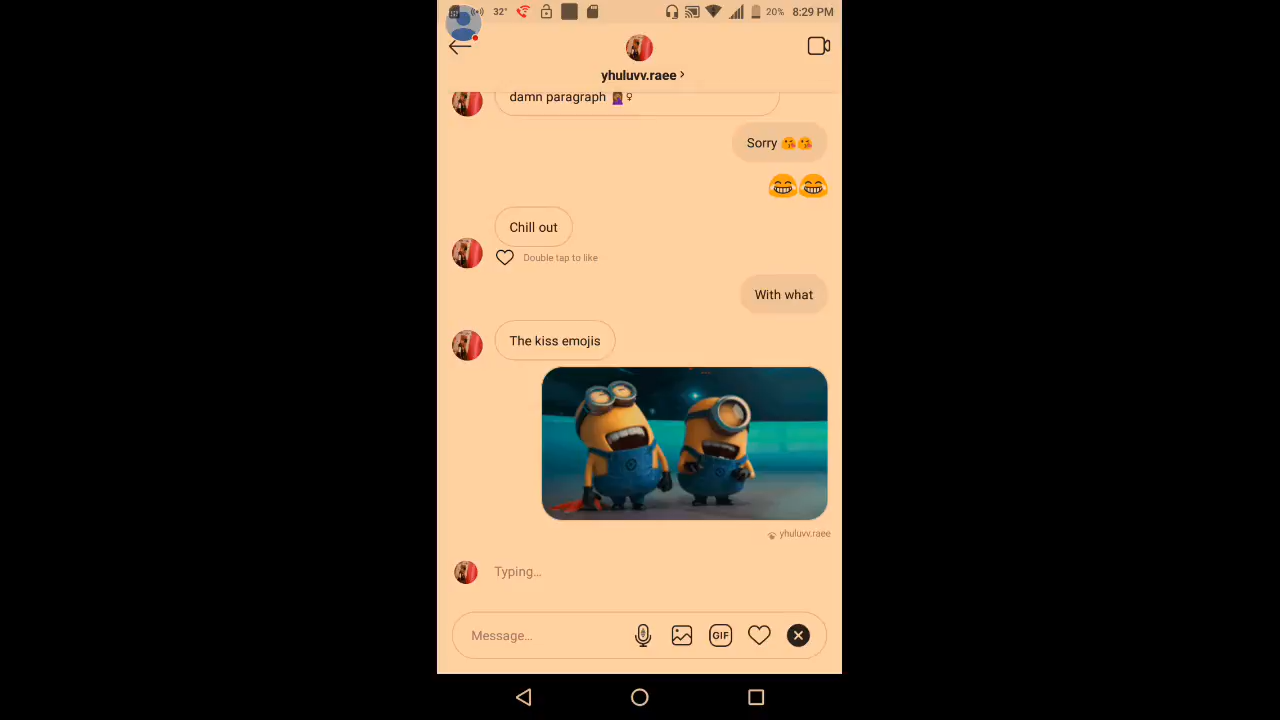 32° 20% 8:29 PM
yhuluvv.raee ›
damn paragraph 🤦🏾‍♀
Sorry 😘😘
😂😂
Chill out
Double tap to like
With what
The kiss emojis
yhuluvv.raee
Typing...
Message...
GIF